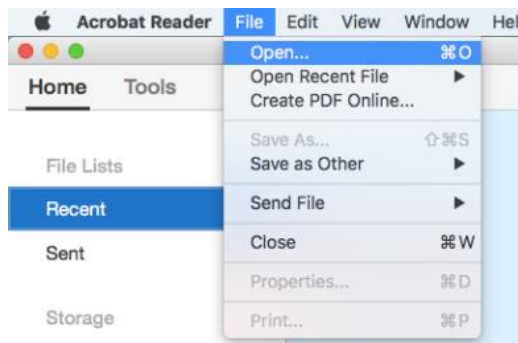 Acrobat Reader File Edit View Window Hel
Home Tools
Open... ⌘O
Open Recent File ▶
Create PDF Online...
Save As... ⇧⌘S
Save as Other ▶
Send File ▶
Close ⌘W
Properties... ⌘D
Print... ⌘P
File Lists
Recent
Sent
Storage